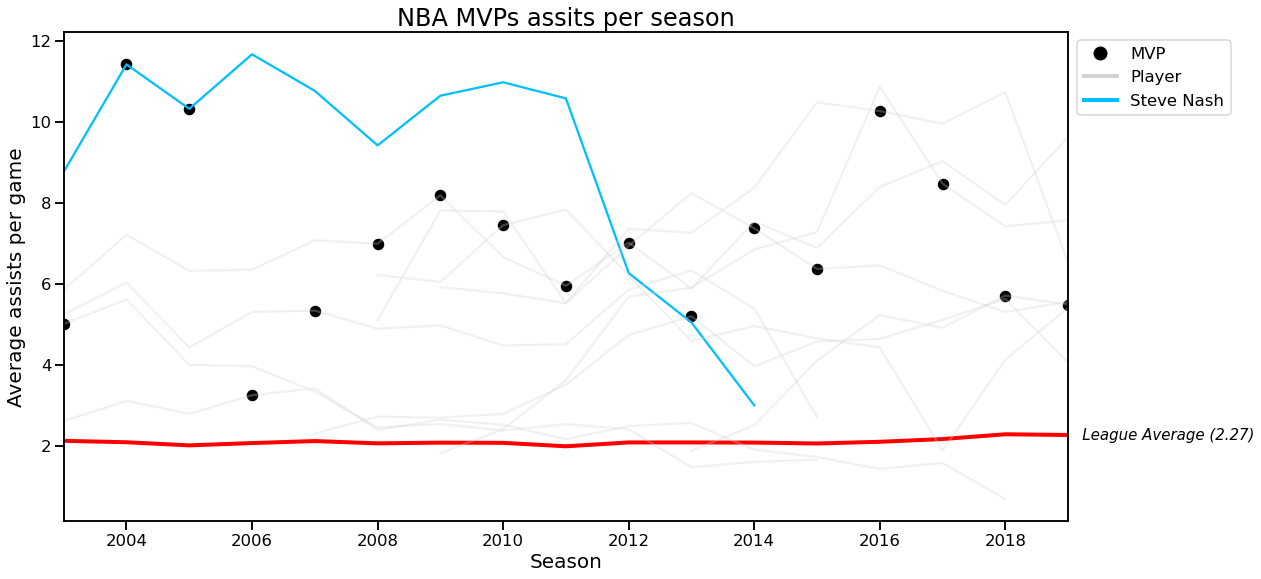 NBA MVPs assits per season
12
10
8
6
4
2
Average assists per game
2004 2006 2008 2010 2012 2014 2016 2018
Season
MVP
Player
Steve Nash
League Average (2.27)